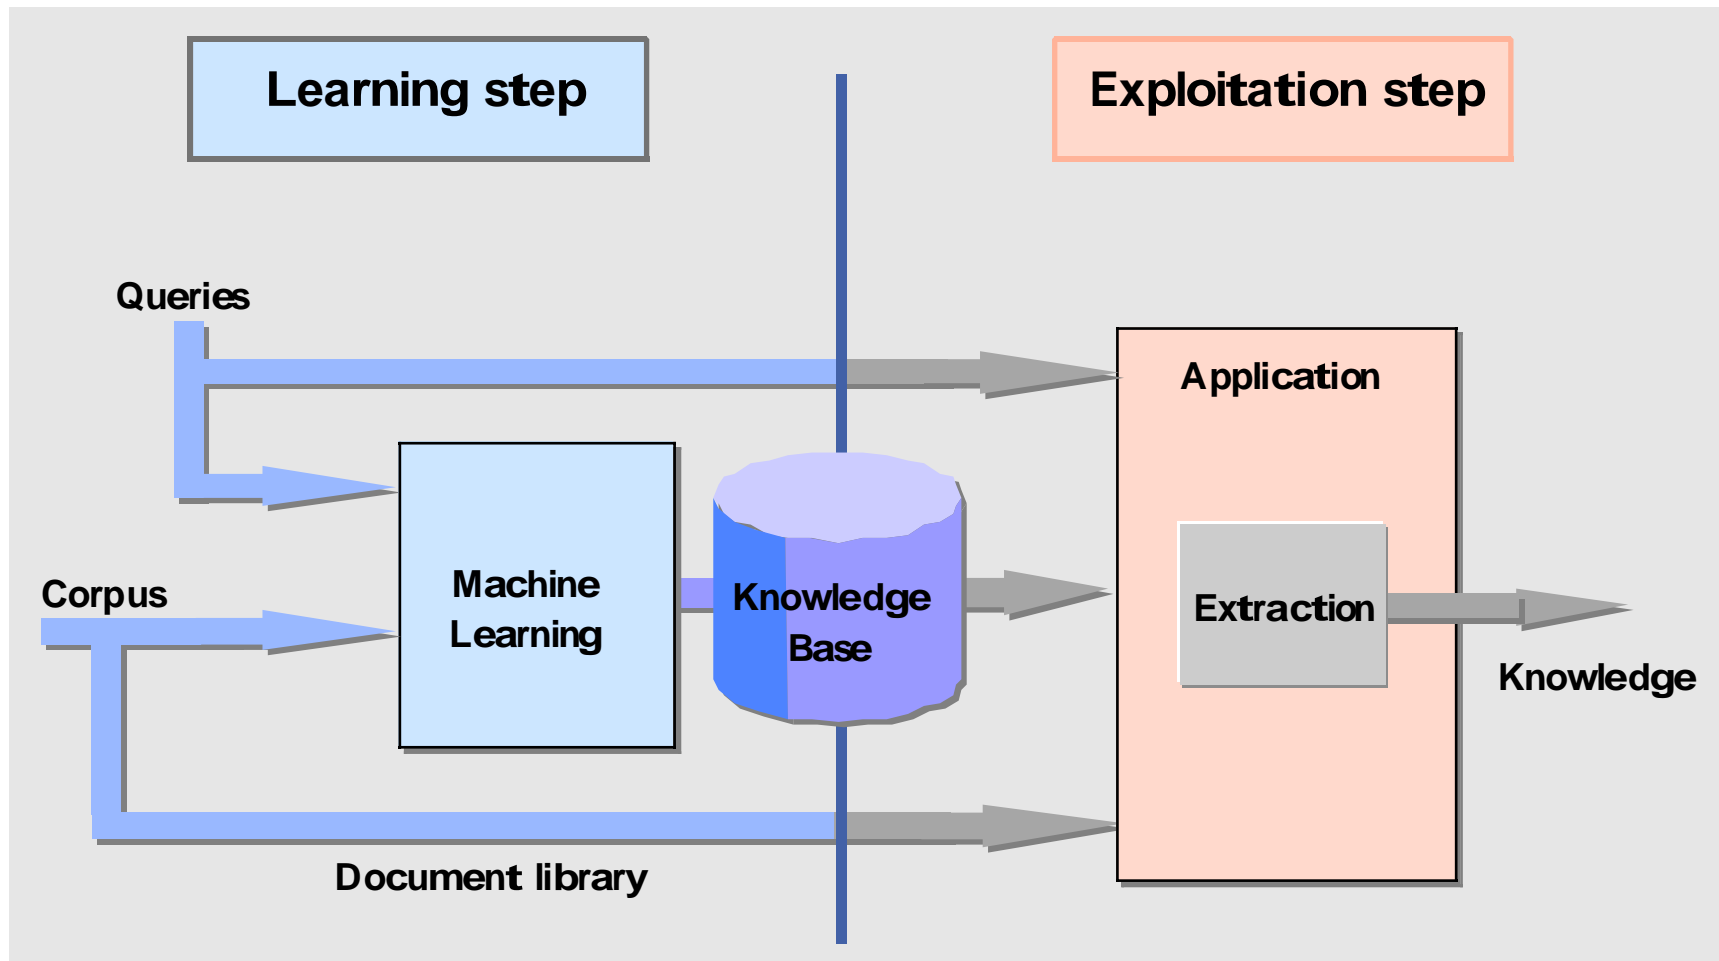 Learning step
Exploitation step
Queries
Application
Machine
Learning
Corpus
Knowledge
Base
Extraction
Knowledge
Document library